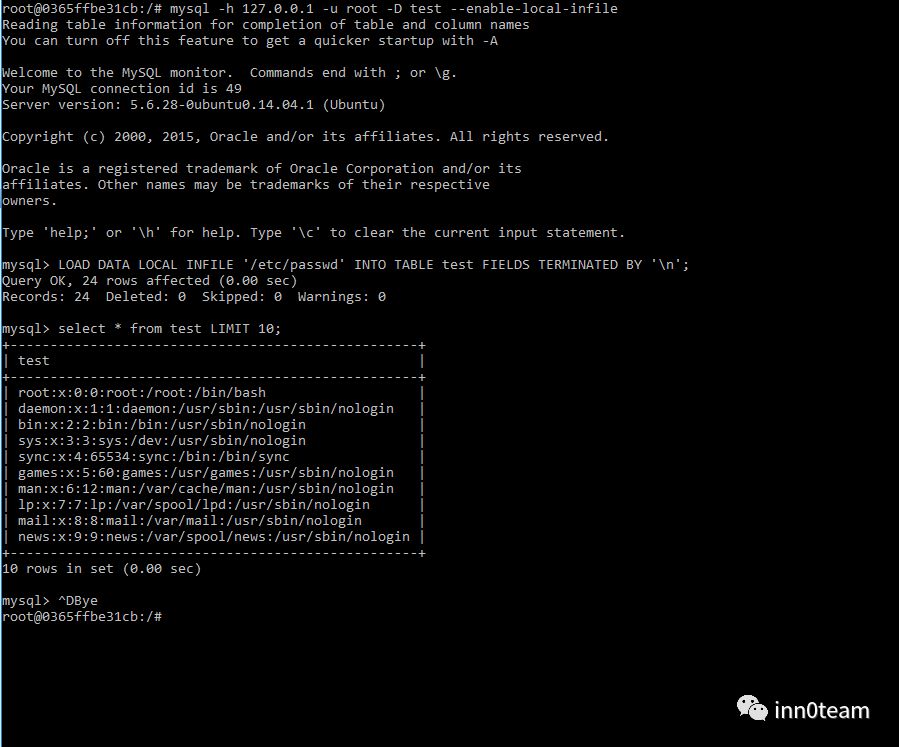 root@0365ffbe31cb:/# mysql -h 127.0.0.1 -u root -D test --enable-local-infile
Reading table information for completion of table and column names
You can turn off this feature to get a quicker startup with -A
Welcome to the MySQL monitor.  Commands end with ; or \g.
Your MySQL connection id is 49
Server version: 5.6.28-0ubuntu0.14.04.1 (Ubuntu)
Copyright (c) 2000, 2015, Oracle and/or its affiliates. All rights reserved.
Oracle is a registered trademark of Oracle Corporation and/or its
affiliates. Other names may be trademarks of their respective
owners.
Type 'help;' or '\h' for help. Type '\c' to clear the current input statement.
mysql> LOAD DATA LOCAL INFILE '/etc/passwd' INTO TABLE test FIELDS TERMINATED BY '\n';
Query OK, 24 rows affected (0.00 sec)
Records: 24  Deleted: 0  Skipped: 0  Warnings: 0
mysql> select * from test LIMIT 10;
+---------------------------------------------------+
| test                                              |
+---------------------------------------------------+
| root:x:0:0:root:/root:/bin/bash                   |
| daemon:x:1:1:daemon:/usr/sbin:/usr/sbin/nologin   |
| bin:x:2:2:bin:/bin:/usr/sbin/nologin              |
| sys:x:3:3:sys:/dev:/usr/sbin/nologin              |
| sync:x:4:65534:sync:/bin:/bin/sync                |
| games:x:5:60:games:/usr/games:/usr/sbin/nologin   |
| man:x:6:12:man:/var/cache/man:/usr/sbin/nologin   |
| lp:x:7:7:lp:/var/spool/lpd:/usr/sbin/nologin      |
| mail:x:8:8:mail:/var/mail:/usr/sbin/nologin       |
| news:x:9:9:news:/var/spool/news:/usr/sbin/nologin |
+---------------------------------------------------+
10 rows in set (0.00 sec)
mysql> ^DBye
root@0365ffbe31cb:/#
inn0team